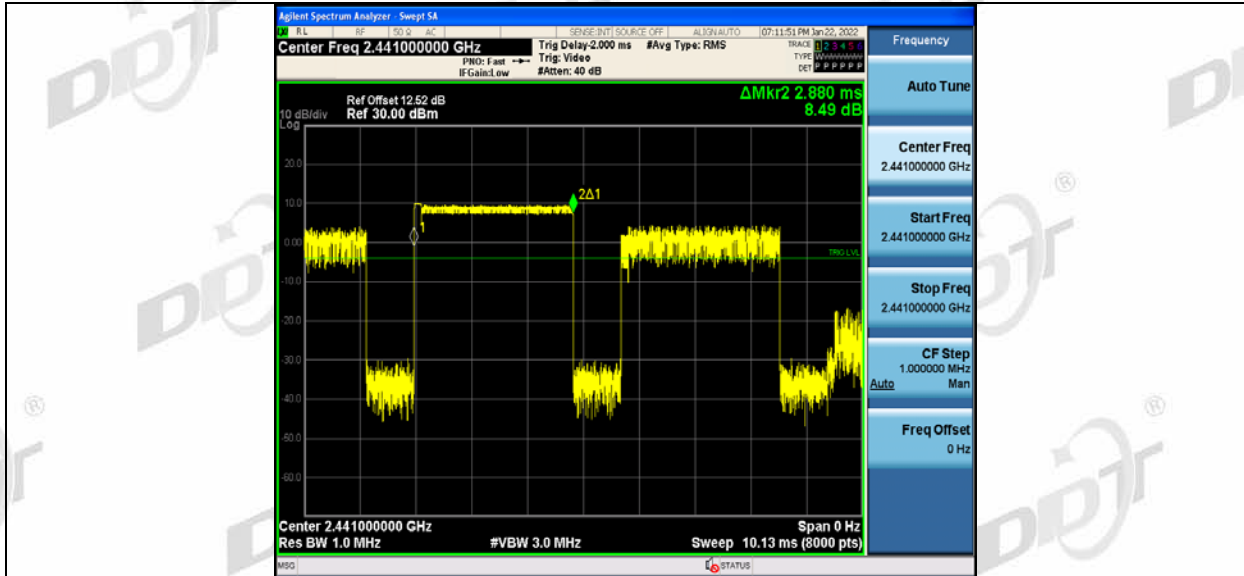 Agilent Spectrum Analyzer - Swept SA
RL RF 50 Ω AC SENSE:INT SOURCE OFF ALIGN AUTO 07:11:51 PM Jan 22, 2022
Center Freq 2.441000000 GHz
PNO: Fast
IFGain:Low
Trig Delay-2.000 ms
Trig: Video
#Atten: 40 dB
#Avg Type: RMS
TRACE 1 2 3 4 5 6
TYPE W
DET P P P P P P
ΔMkr2 2.880 ms
8.49 dB
Ref Offset 12.52 dB
10 dB/div Ref 30.00 dBm
Log
20.0
10.0
0.00
-10.0
-20.0
-30.0
-40.0
-50.0
-60.0
2Δ1
TRIG LVL
Center 2.441000000 GHz Span 0 Hz
Res BW 1.0 MHz #VBW 3.0 MHz Sweep 10.13 ms (8000 pts)
MSG STATUS
Frequency
Auto Tune
Center Freq
2.441000000 GHz
Start Freq
2.441000000 GHz
Stop Freq
2.441000000 GHz
CF Step
1.000000 MHz
Auto Man
Freq Offset
0 Hz
DDT
®